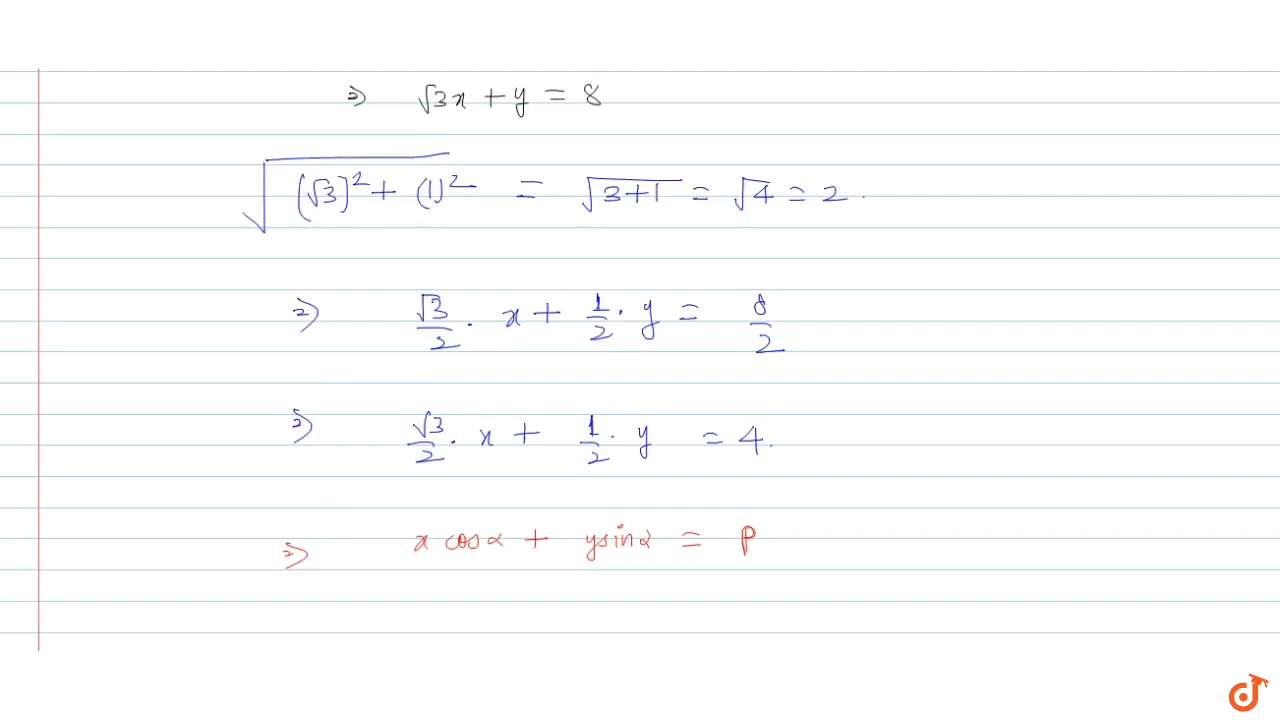 ⇒ √3x + y = 8
√((√3)² + (1)²) = √(3+1) = √4 = 2.
⇒ √3/2 · x + 1/2 · y = 8/2
⇒ √3/2 · x + 1/2 · y = 4.
⇒ x cosα + y sinα = P